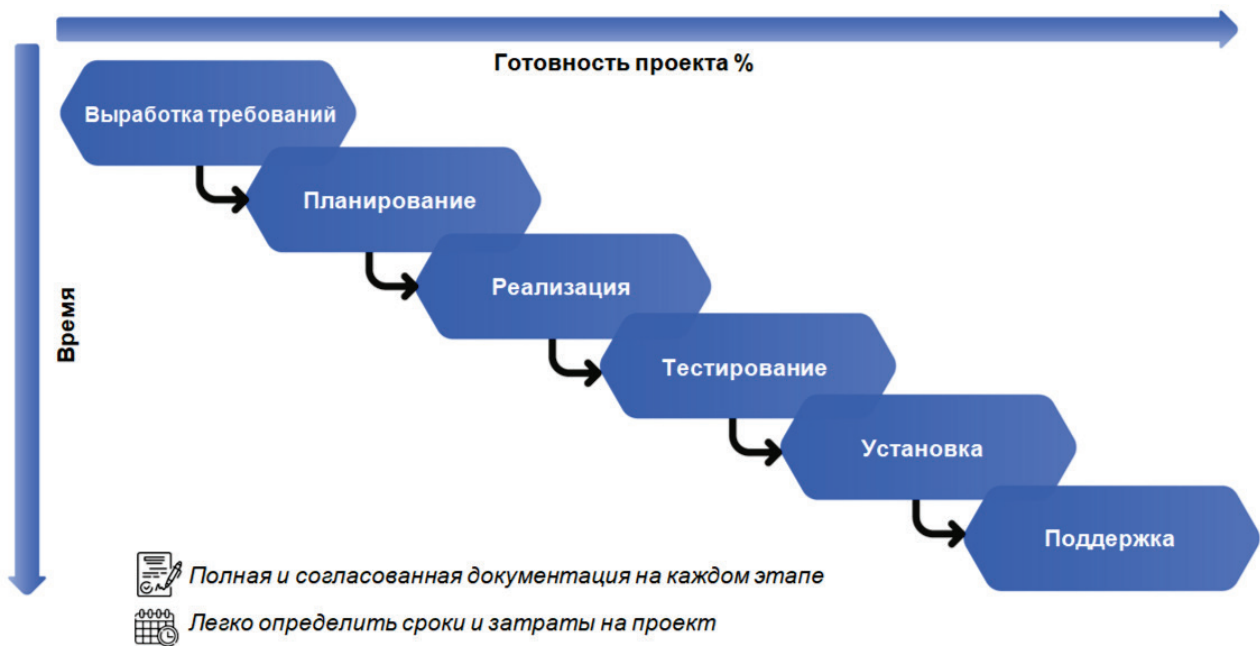 Готовность проекта %
Выработка требований
Планирование
Реализация
Время
Тестирование
Установка
Поддержка
Полная и согласованная документация на каждом этапе
Легко определить сроки и затраты на проект